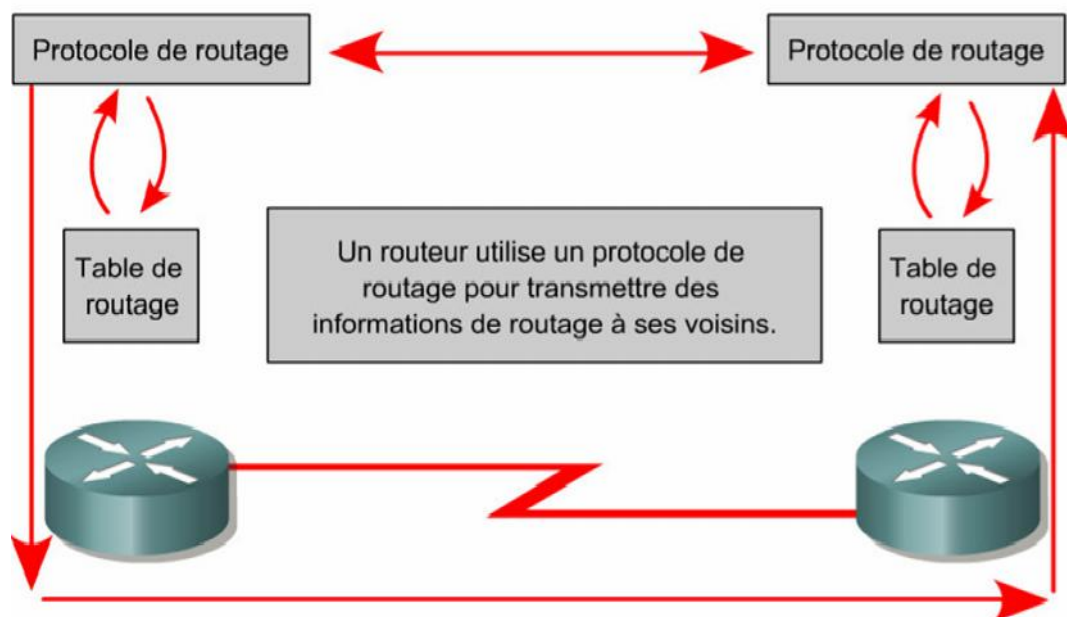 Protocole de routage
Protocole de routage
Table de
routage
Un routeur utilise un protocole de
routage pour transmettre des
informations de routage à ses voisins.
Table de
routage